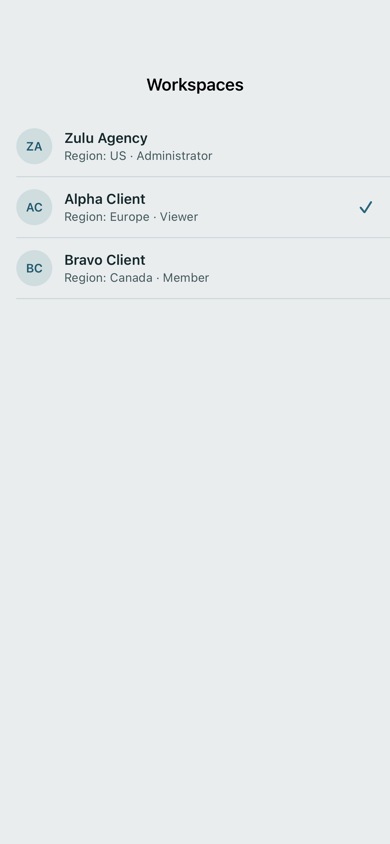 Workspaces
ZA
Zulu Agency
Region: US · Administrator
AC
Alpha Client
Region: Europe · Viewer
BC
Bravo Client
Region: Canada · Member